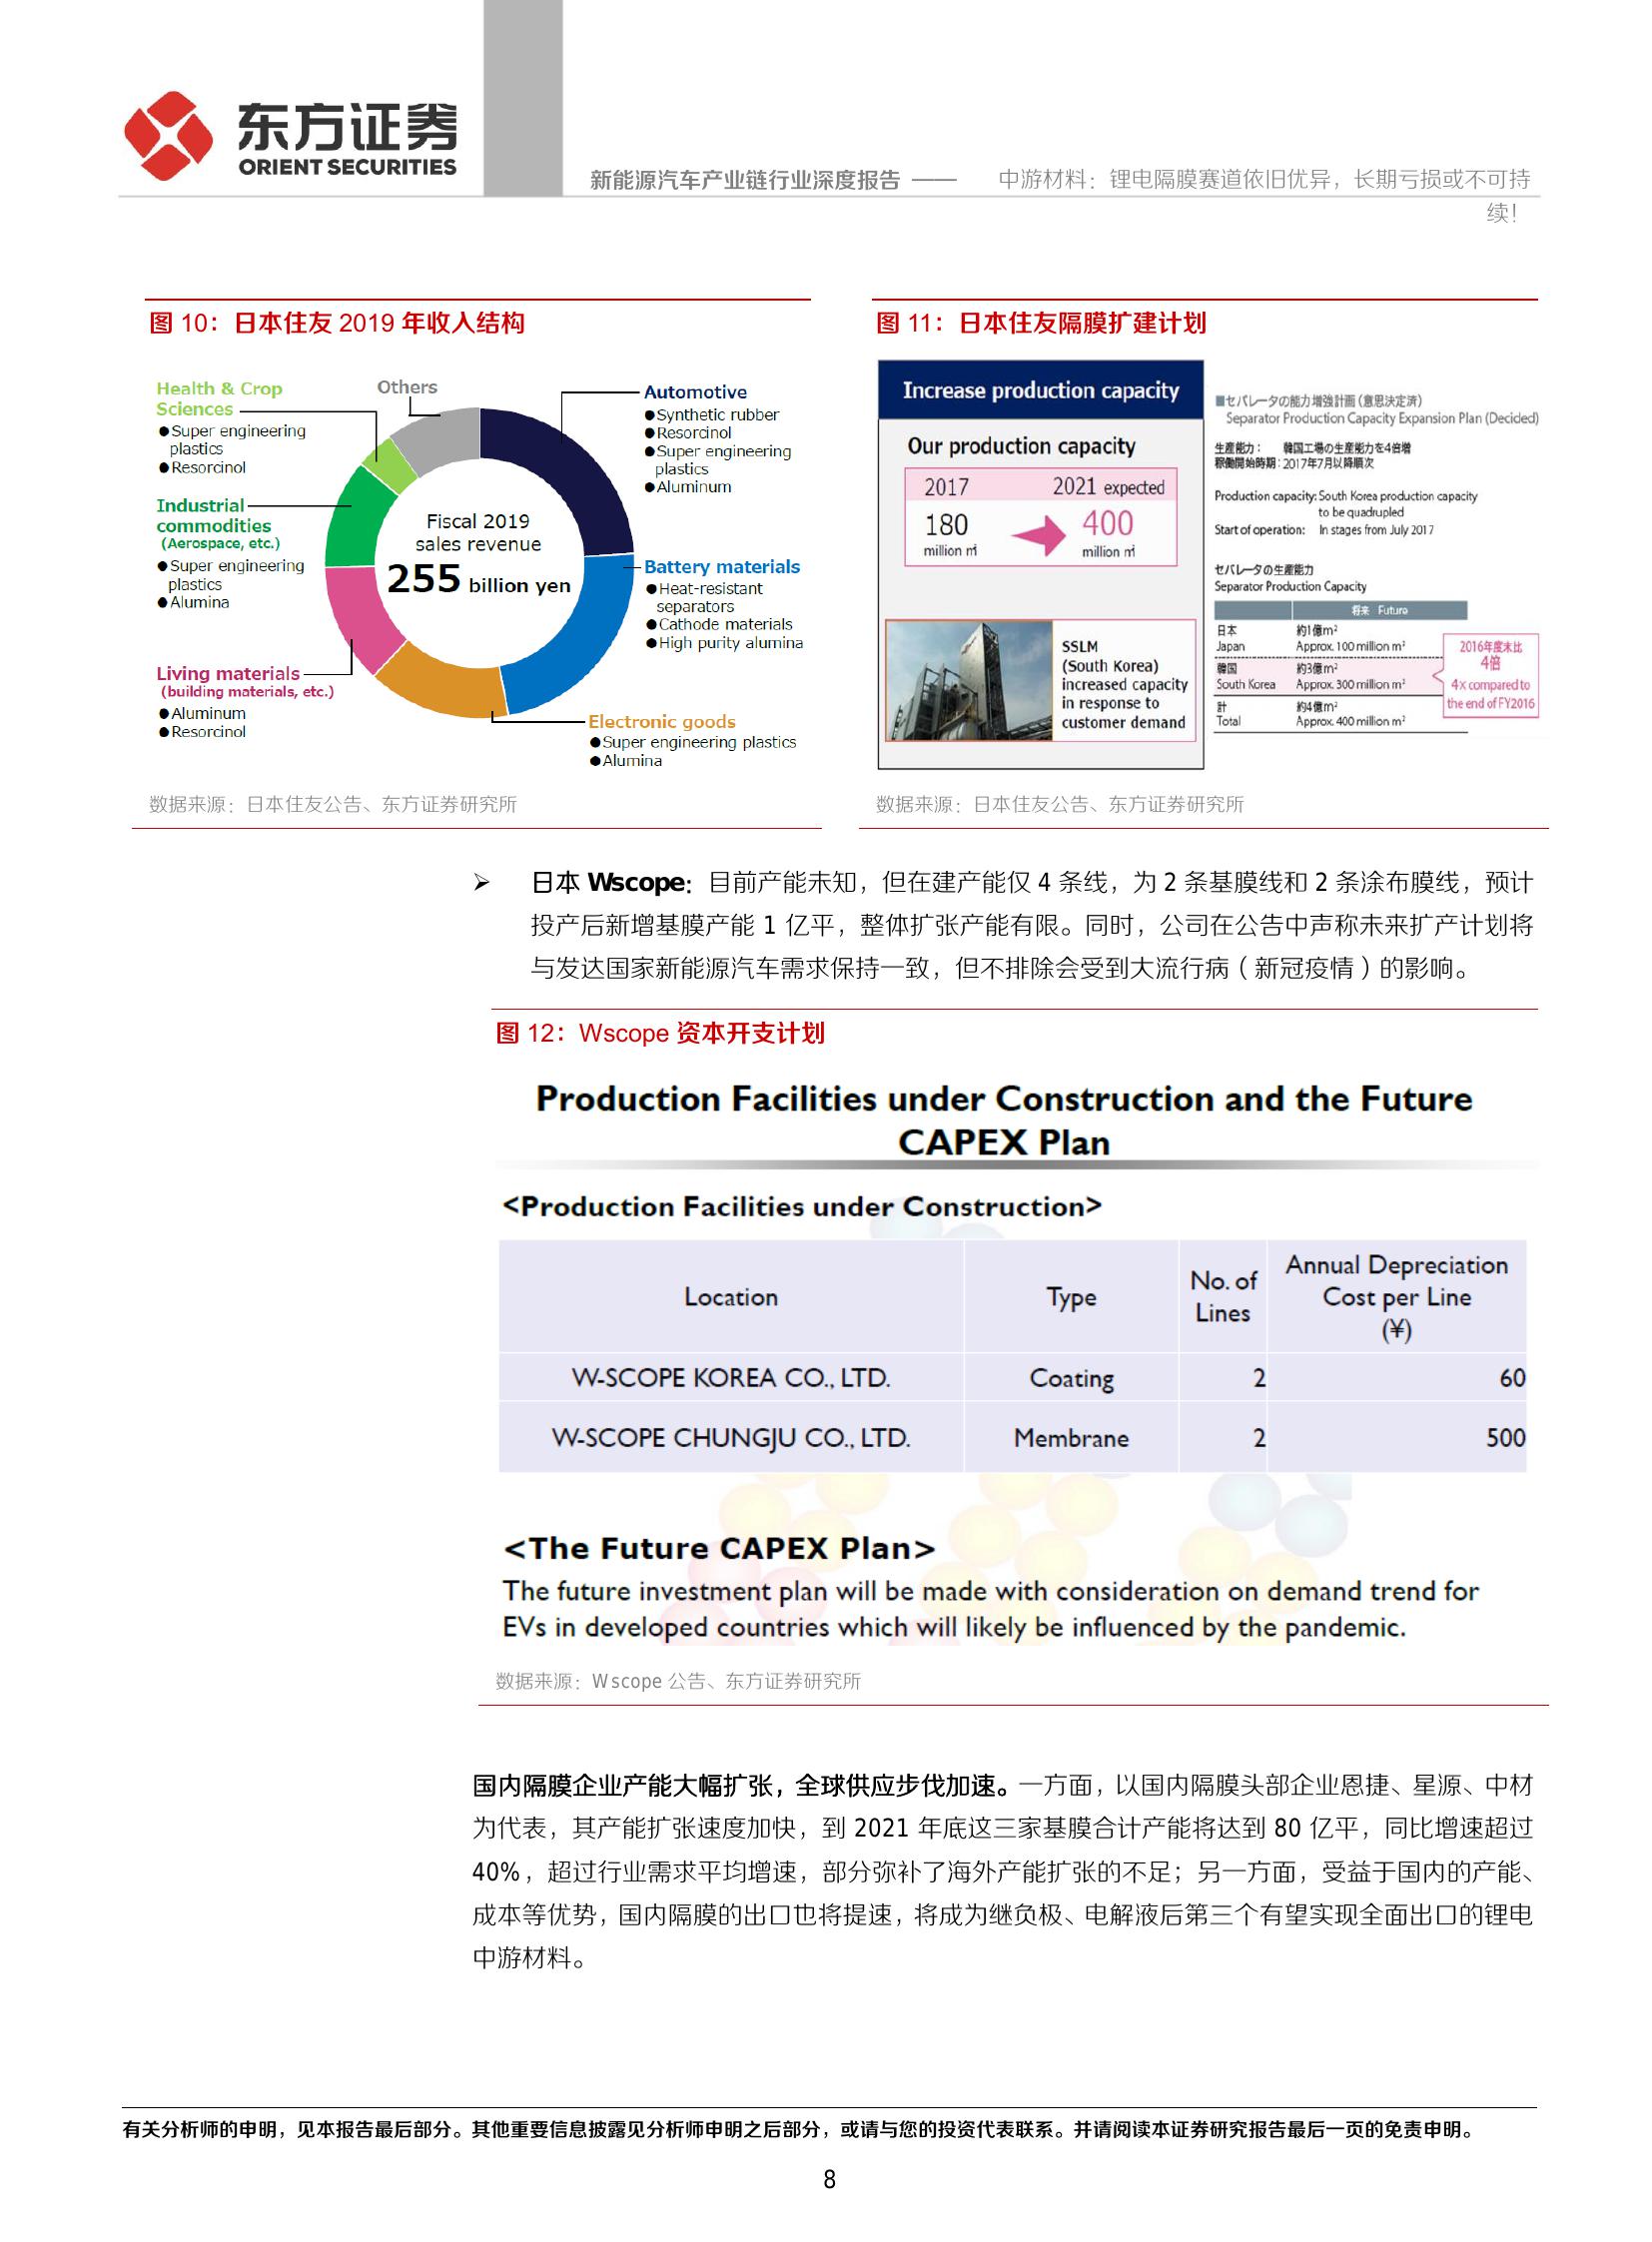 东方证券
ORIENT SECURITIES
新能源汽车产业链行业深度报告 —— 中游材料：锂电隔膜赛道依旧优异，长期亏损或不可持
续！
图 10：日本住友 2019 年收入结构
Health & Crop
Sciences
●Super engineering
plastics
●Resorcinol
Industrial
commodities
(Aerospace, etc.)
●Super engineering
plastics
●Alumina
Living materials
(building materials, etc.)
●Aluminum
●Resorcinol
Others
Fiscal 2019
sales revenue
255 billion yen
Automotive
●Synthetic rubber
●Resorcinol
●Super engineering
plastics
●Aluminum
Battery materials
●Heat-resistant
separators
●Cathode materials
●High purity alumina
Electronic goods
●Super engineering plastics
●Alumina
数据来源：日本住友公告、东方证券研究所
图 11：日本住友隔膜扩建计划
Increase production capacity
Our production capacity
2017 2021 expected
180 400
million ㎡ million ㎡
SSLM
(South Korea)
increased capacity
in response to
customer demand
■セパレータの能力増強計画（意思決定済）
Separator Production Capacity Expansion Plan (Decided)
生産能力： 韓国工場の生産能力を4倍増
稼働開始時期：2017年7月以降順次
Production capacity: South Korea production capacity
to be quadrupled
Start of operation: In stages from July 2017
セパレータの生産能力
Separator Production Capacity
将来 Future
日本 約1億m²
Japan Approx. 100 million m²
韓国 約3億m²
South Korea Approx. 300 million m²
計 約4億m²
Total Approx. 400 million m²
2016年度末比
4倍
4x compared to
the end of FY2016
数据来源：日本住友公告、东方证券研究所
➢ 日本 Wscope：目前产能未知，但在建产能仅 4 条线，为 2 条基膜线和 2 条涂布膜线，预计
投产后新增基膜产能 1 亿平，整体扩张产能有限。同时，公司在公告中声称未来扩产计划将
与发达国家新能源汽车需求保持一致，但不排除会受到大流行病（新冠疫情）的影响。
图 12：Wscope 资本开支计划
Production Facilities under Construction and the Future
CAPEX Plan
<Production Facilities under Construction>
Location Type No. of Lines Annual Depreciation Cost per Line (¥)
W-SCOPE KOREA CO., LTD. Coating 2 60
W-SCOPE CHUNGJU CO., LTD. Membrane 2 500
<The Future CAPEX Plan>
The future investment plan will be made with consideration on demand trend for
EVs in developed countries which will likely be influenced by the pandemic.
数据来源：Wscope 公告、东方证券研究所
国内隔膜企业产能大幅扩张，全球供应步伐加速。一方面，以国内隔膜头部企业恩捷、星源、中材
为代表，其产能扩张速度加快，到 2021 年底这三家基膜合计产能将达到 80 亿平，同比增速超过
40%，超过行业需求平均增速，部分弥补了海外产能扩张的不足；另一方面，受益于国内的产能、
成本等优势，国内隔膜的出口也将提速，将成为继负极、电解液后第三个有望实现全面出口的锂电
中游材料。
有关分析师的申明，见本报告最后部分。其他重要信息披露见分析师申明之后部分，或请与您的投资代表联系。并请阅读本证券研究报告最后一页的免责申明。
8